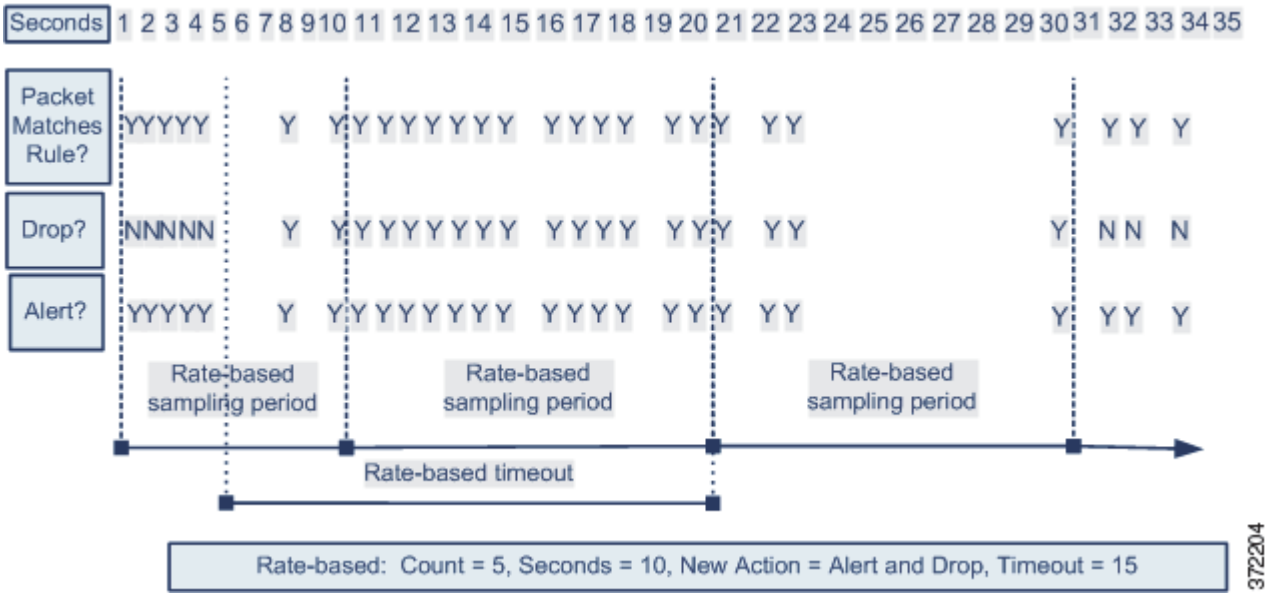 Seconds 1 2 3 4 5 6 7 8 9 10 11 12 13 14 15 16 17 18 19 20 21 22 23 24 25 26 27 28 29 30 31 32 33 34 35
Packet
Matches
Rule?
YYYYY Y Y Y Y Y Y Y Y Y Y Y Y Y Y Y Y Y Y Y Y Y Y
Drop?
NNNNN Y Y Y Y Y Y Y Y Y Y Y Y Y Y Y Y Y Y Y N N N
Alert?
YYYYY Y Y Y Y Y Y Y Y Y Y Y Y Y Y Y Y Y Y Y Y Y Y
Rate-based
sampling period
Rate-based
sampling period
Rate-based
sampling period
Rate-based timeout
Rate-based: Count = 5, Seconds = 10, New Action = Alert and Drop, Timeout = 15
372204